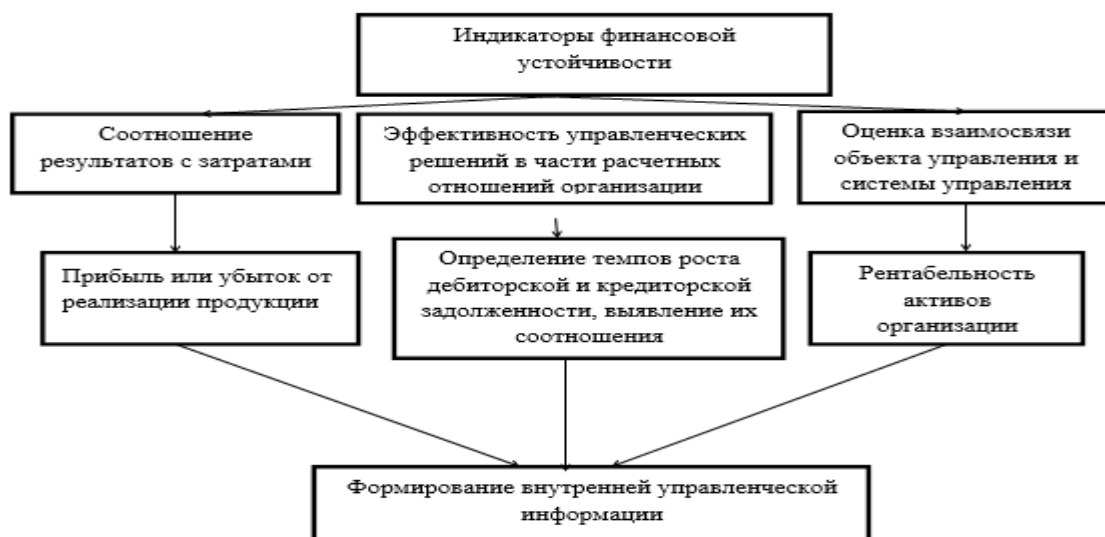 Индикаторы финансовой
устойчивости
Соотношение
результатов с затратами
Эффективность управленческих
решений в части расчетных
отношений организации
Оценка взаимосвязи
объекта управления и
системы управления
Прибыль или убыток от
реализации продукции
Определение темпов роста
дебиторской и кредиторской
задолженности, выявление их
соотношения
Рентабельность
активов
организации
Формирование внутренней управленческой
информации